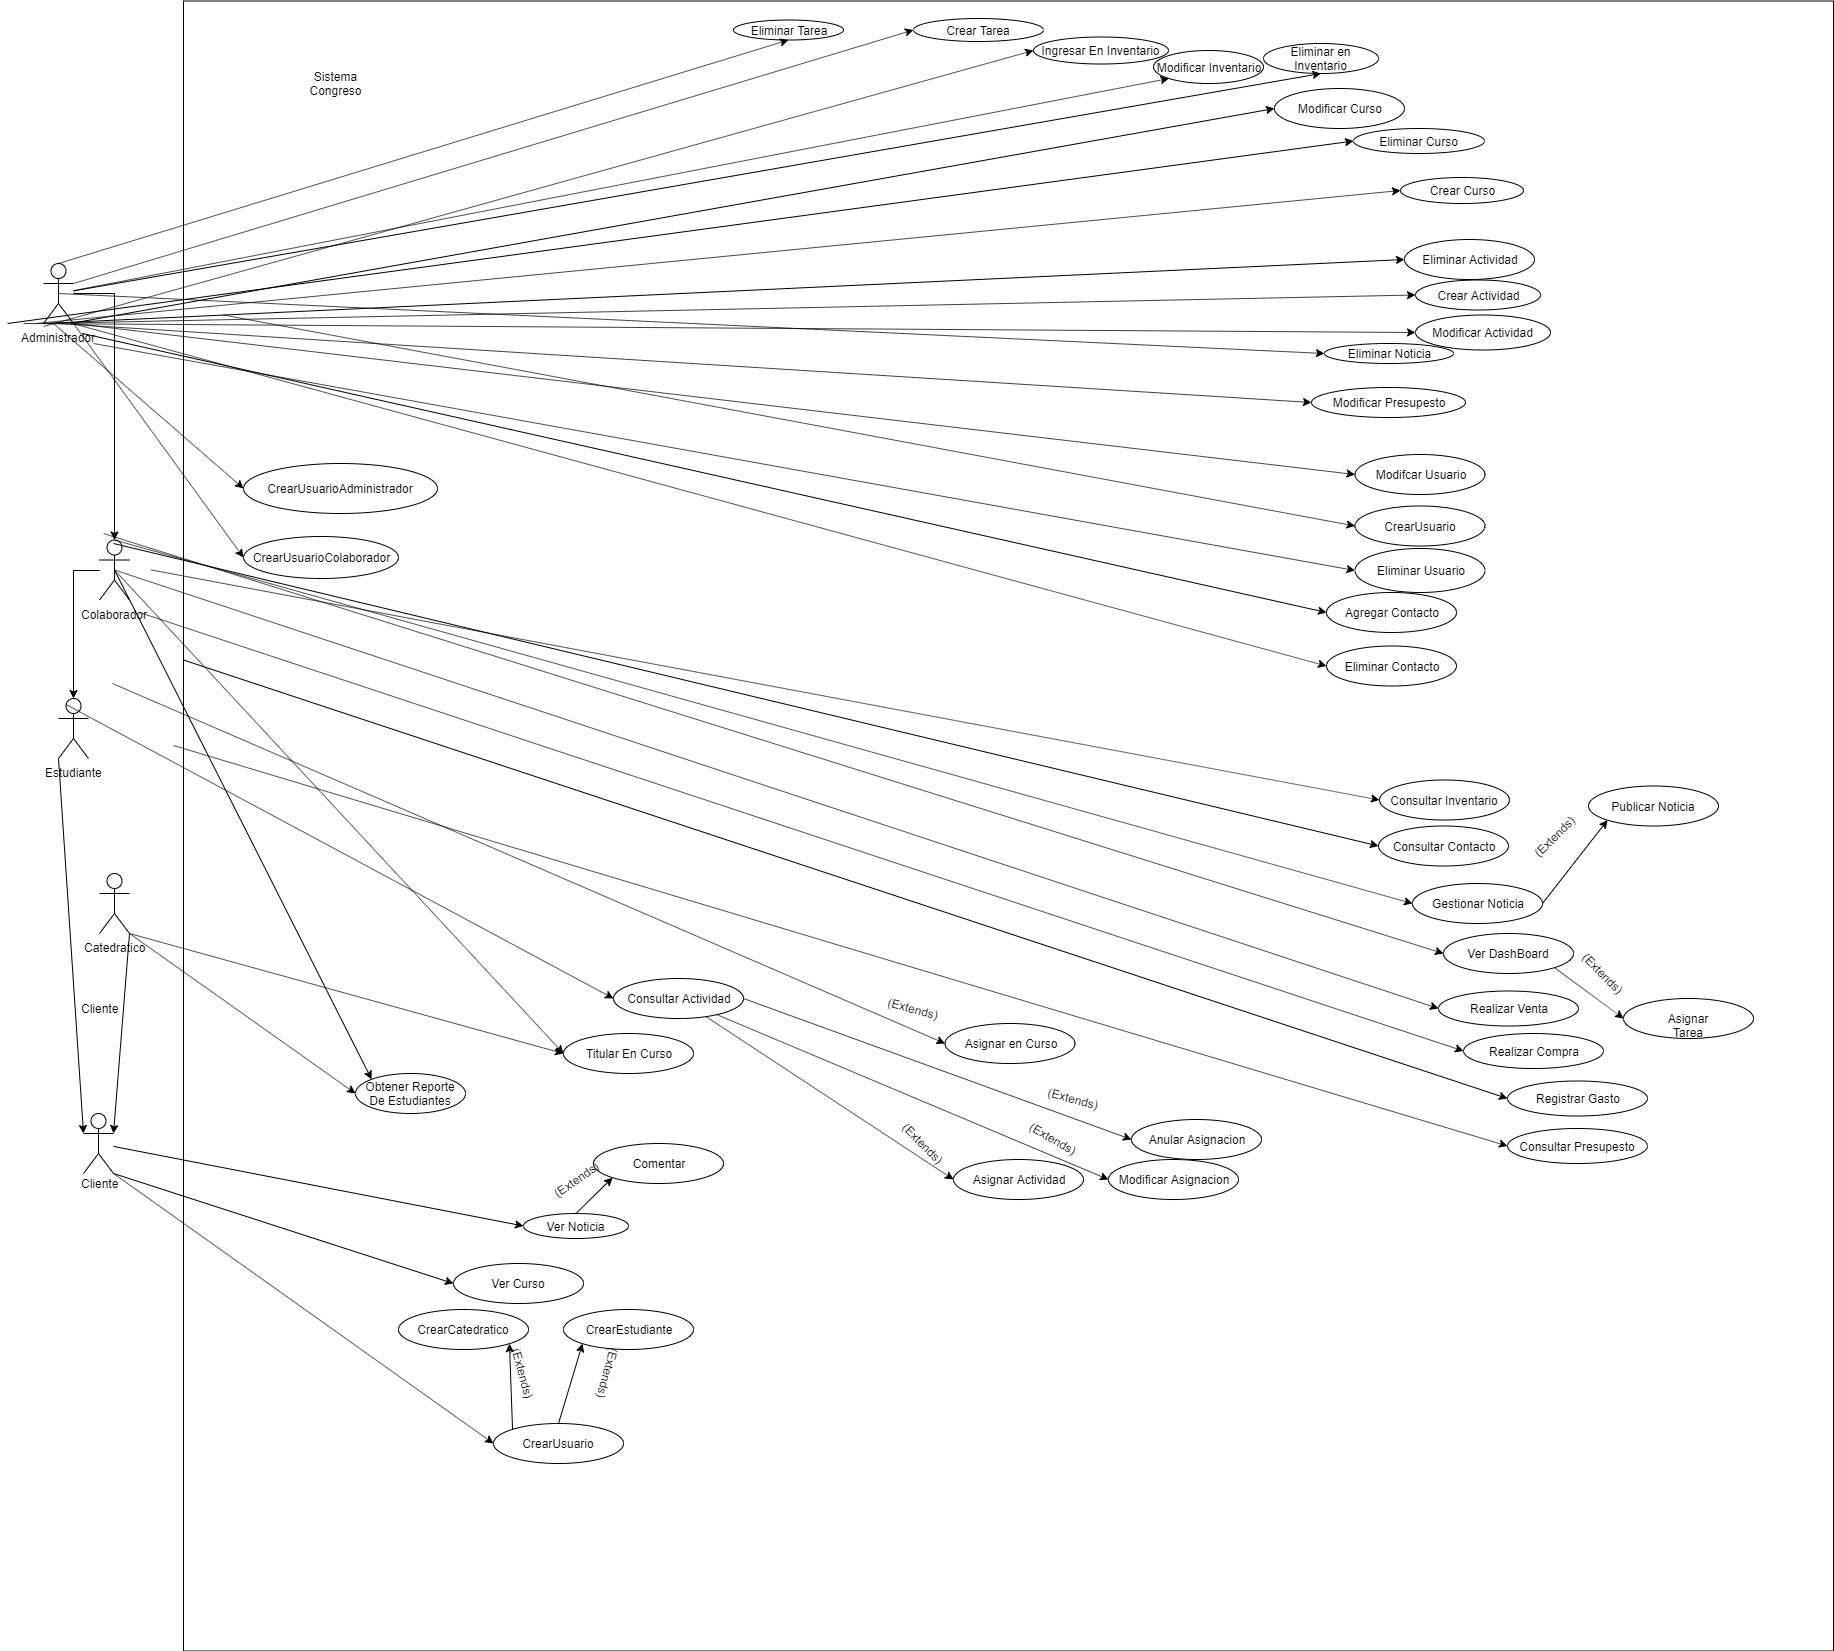 Eliminar Tarea
Crear Tarea
Ingresar En Inventario
Modificar Inventario
Eliminar en
Inventario
Sistema
Congreso
Modificar Curso
Eliminar Curso
Crear Curso
Eliminar Actividad
Crear Actividad
Modificar Actividad
Administrador
Eliminar Noticia
Modificar Presupesto
Modifcar Usuario
CrearUsuarioAdministrador
CrearUsuario
CrearUsuarioColaborador
Eliminar Usuario
Colaborador
Agregar Contacto
Eliminar Contacto
Estudiante
Consultar Inventario
Publicar Noticia
(Extends)
Consultar Contacto
Gestionar Noticia
Catedratico
Ver DashBoard
(Extends)
Cliente
Consultar Actividad
(Extends)
Realizar Venta
Asignar
Tarea
Titular En Curso
Asignar en Curso
Realizar Compra
Obtener Reporte
De Estudiantes
(Extends)
Registrar Gasto
(Extends)
(Extends)
Anular Asignacion
Consultar Presupesto
Cliente
(Extends)
Comentar
Asignar Actividad
Modificar Asignacion
Ver Noticia
Ver Curso
CrearCatedratico
CrearEstudiante
(Extends)
(Extends)
CrearUsuario